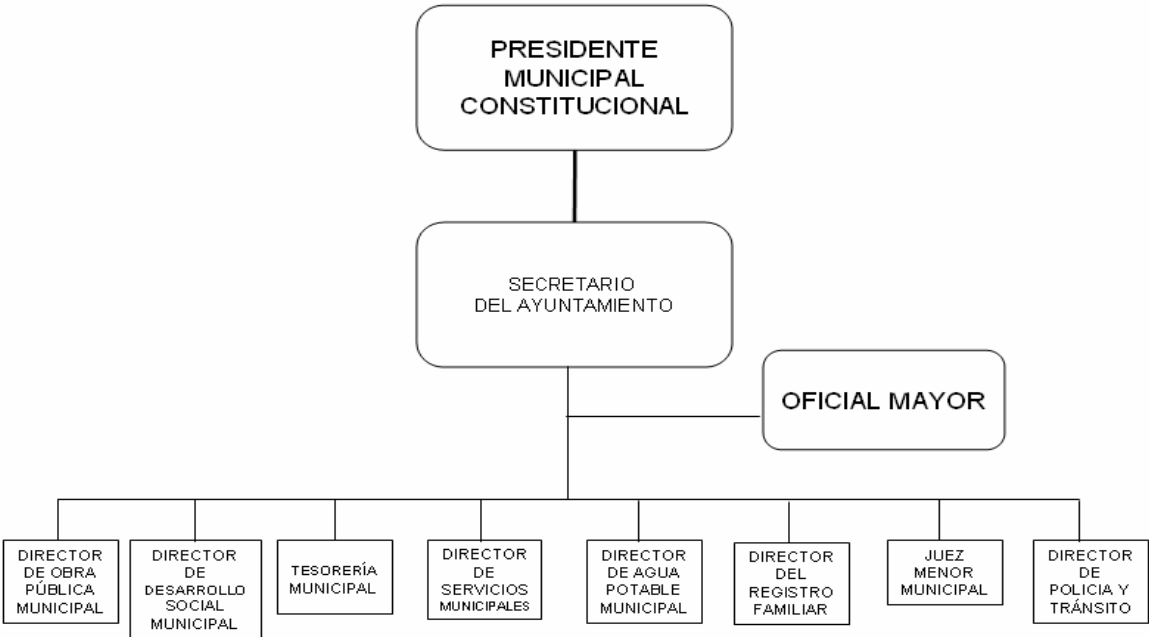 PRESIDENTE
MUNICIPAL
CONSTITUCIONAL
SECRETARIO
DEL AYUNTAMIENTO
OFICIAL MAYOR
DIRECTOR
DE OBRA
PÚBLICA
MUNICIPAL
DIRECTOR
DE
DESARROLLO
SOCIAL
MUNICIPAL
TESORERÍA
MUNICIPAL
DIRECTOR
DE
SERVICIOS
MUNICIPALES
DIRECTOR
DE AGUA
POTABLE
MUNICIPAL
DIRECTOR
DEL
REGISTRO
FAMILIAR
JUEZ
MENOR
MUNICIPAL
DIRECTOR
DE
POLICIA Y
TRÁNSITO